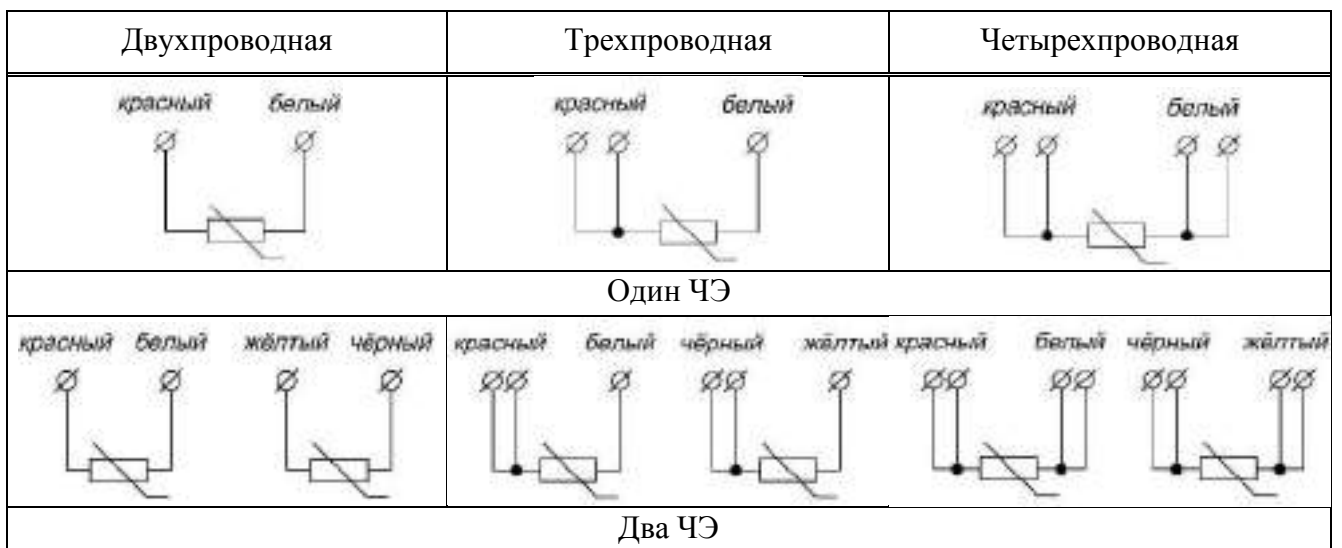 Двухпроводная Трехпроводная Четырехпроводная
красный белый красный белый красный белый
Один ЧЭ
красный белый жёлтый чёрный красный белый чёрный жёлтый красный белый чёрный жёлтый
Два ЧЭ